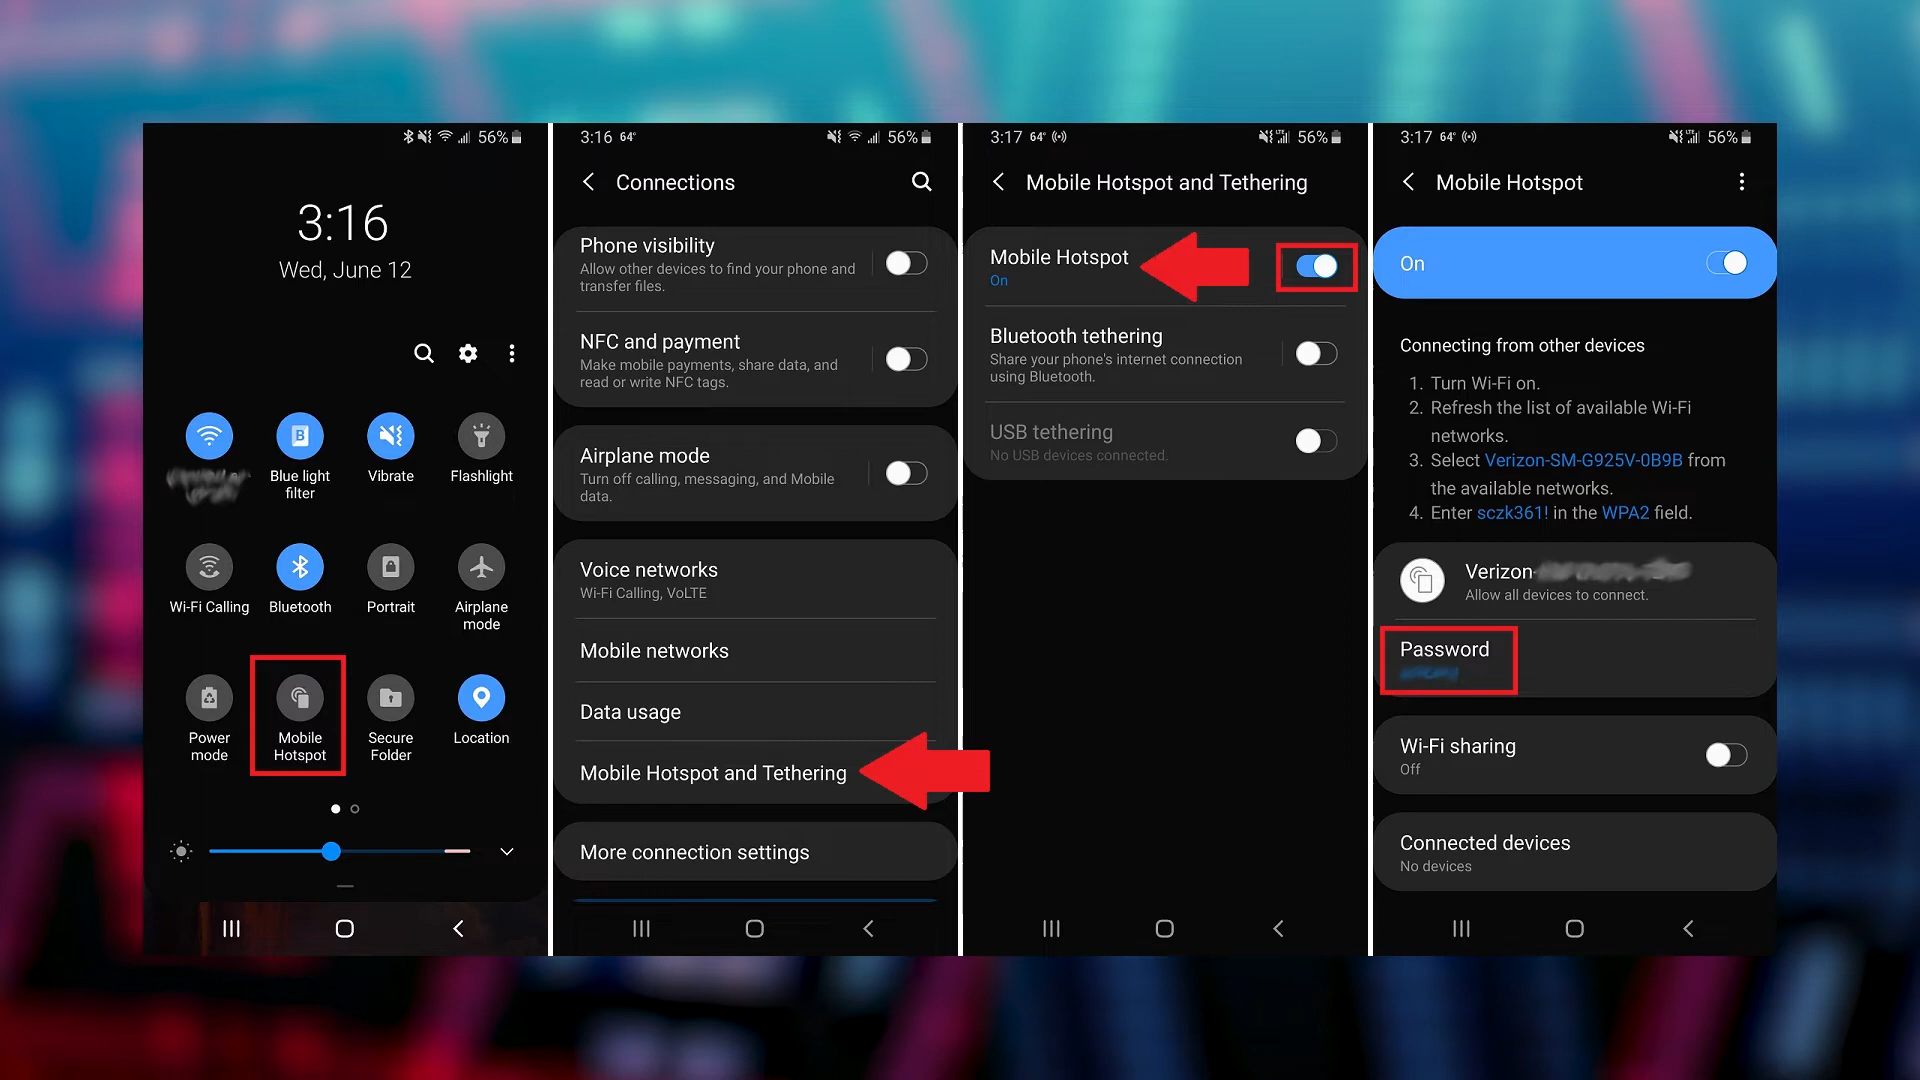 56%
3:16
Wed, June 12
Blue light
filter
Vibrate
Flashlight
Wi-Fi Calling
Bluetooth
Portrait
Airplane
mode
Power
mode
Mobile
Hotspot
Secure
Folder
Location
3:16 64° 56%
Connections
Phone visibility
Allow other devices to find your phone and
transfer files.
NFC and payment
Make mobile payments, share data, and
read or write NFC tags.
Airplane mode
Turn off calling, messaging, and Mobile
data.
Voice networks
Wi-Fi Calling, VoLTE
Mobile networks
Data usage
Mobile Hotspot and Tethering
More connection settings
3:17 64° LTE 56%
Mobile Hotspot and Tethering
Mobile Hotspot
On
Bluetooth tethering
Share your phone's internet connection
using Bluetooth.
USB tethering
No USB devices connected.
3:17 64° LTE 56%
Mobile Hotspot
On
Connecting from other devices
1. Turn Wi-Fi on.
2. Refresh the list of available Wi-Fi
networks.
3. Select Verizon-SM-G925V-0B9B from
the available networks.
4. Enter sczk361! in the WPA2 field.
Verizon-
Allow all devices to connect.
Password
Wi-Fi sharing
Off
Connected devices
No devices